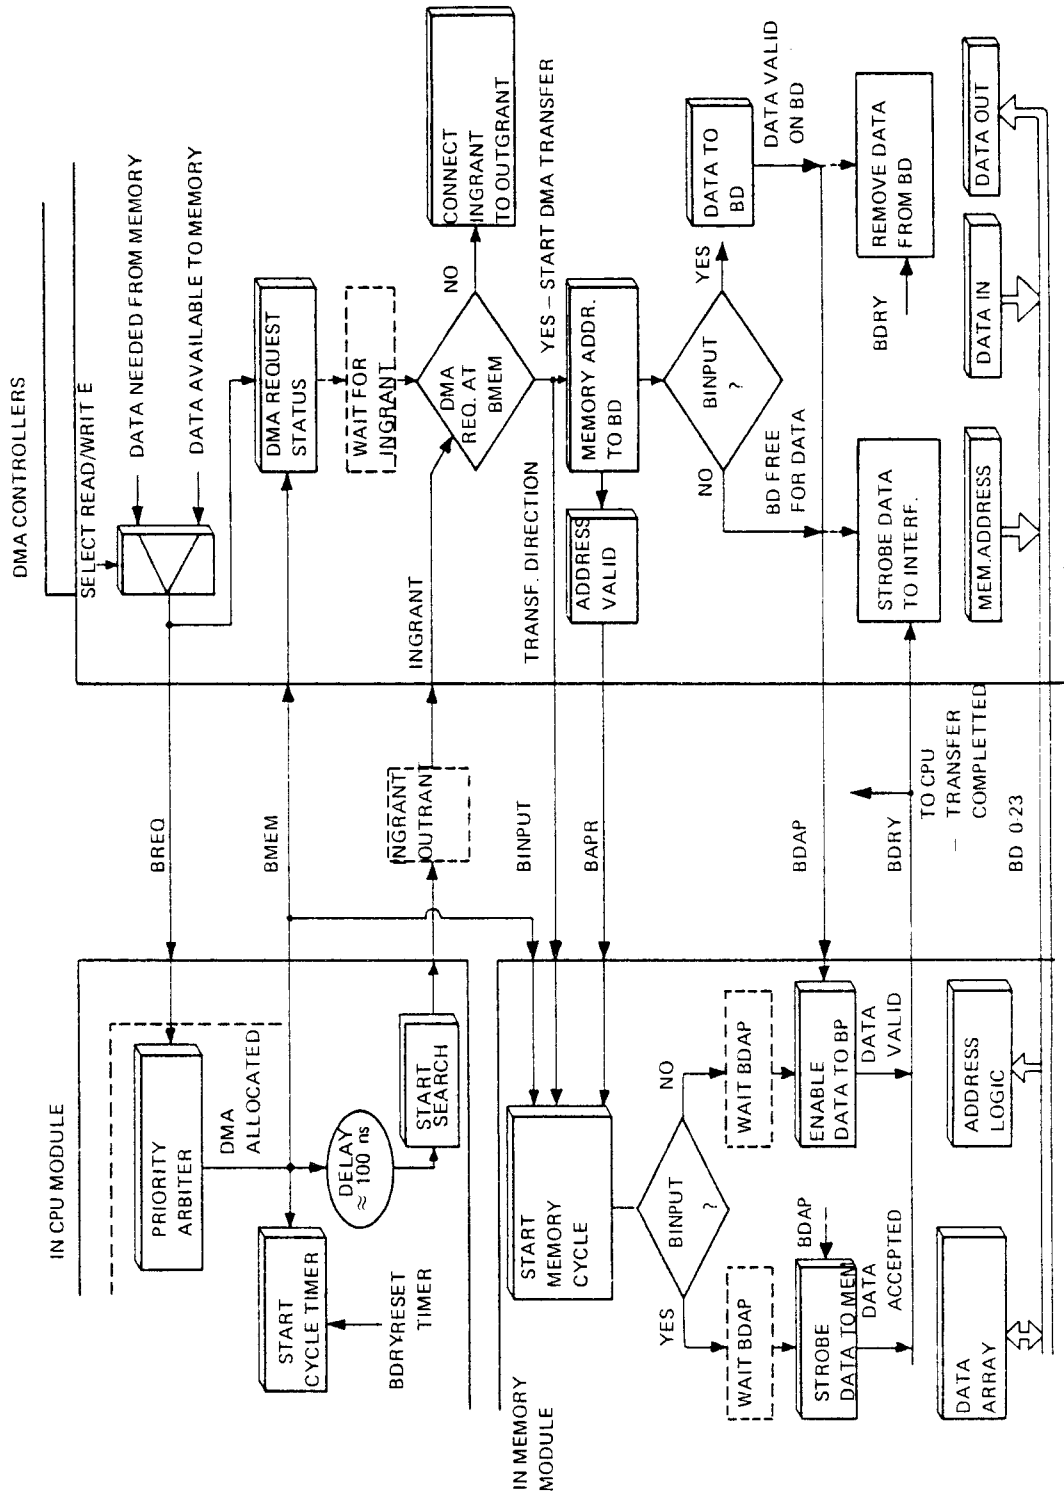 DMA CONTROLLERS
SELECT READ/WRIT E
DATA NEEDED FROM MEMORY
DATA AVAILABLE TO MEMORY
IN CPU MODULE
BREQ
PRIORITY
ARBITER
DMA
ALLOCATED
BMEM
DMA REQUEST
STATUS
START
CYCLE TIMER
BDRYRESET
TIMER
DELAY
≈ 100 ns
START
SEARCH
INGRANT
OUTRANT
INGRANT
WAIT FOR
INGRANT
DMA
REQ. AT
BMEM
NO
CONNECT
INGRANT
TO OUTGRANT
YES – START DMA TRANSFER
IN MEMORY
MODULE
BINPUT
TRANSF. DIRECTION
START
MEMORY
CYCLE
BAPR
ADDRESS
VALID
MEMORY ADDR.
TO BD
BINPUT
?
YES
NO
BINPUT
?
NO
YES
BD FREE
FOR DATA
DATA TO
BD
DATA VALID
ON BD
WAIT BDAP
WAIT BDAP
BDAP
STROBE
DATA TO MEM
BDAP
DATA
ACCEPTED
ENABLE
DATA TO BP
DATA
VALID
BDRY
TO CPU
– TRANSFER
COMPLETTED
STROBE DATA
TO INTERF.
BDRY
REMOVE DATA
FROM BD
DATA
ARRAY
ADDRESS
LOGIC
BD 0-23
MEM.ADDRESS
DATA IN
DATA OUT